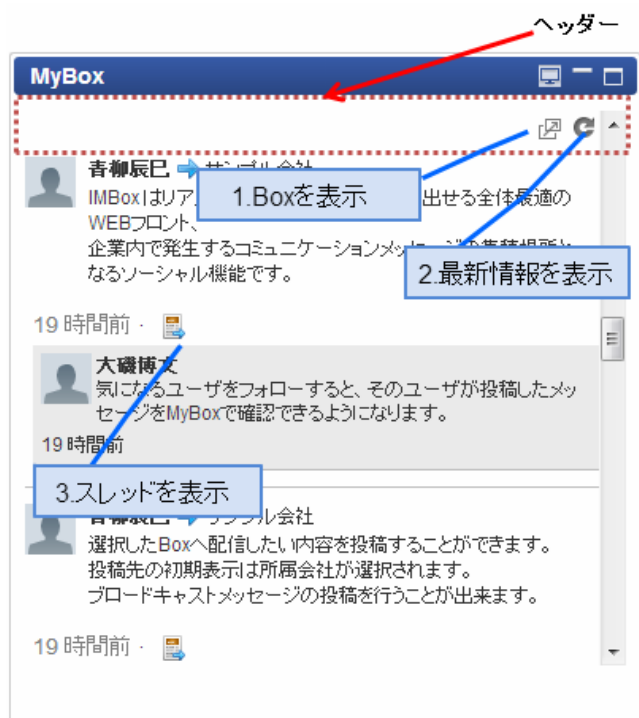 ヘッダー
MyBox
青柳辰巳
IMBoxはリア
出せる全体最適の
1.Boxを表示
WEBフロント、
企業内で発生するコミュニケーションメッ
なるソーシャル機能です。
2.最新情報を表示
19 時間前 ·
大磯博文
気になるユーザをフォローすると、そのユーザが投稿したメッ
セージをMyBoxで確認できるようになります。
19 時間前
3.スレッドを表示
サンプル会社
選択したBoxへ配信したい内容を投稿することができます。
投稿先の初期表示は所属会社が選択されます。
ブロードキャストメッセージの投稿を行うことが出来ます。
19 時間前 ·